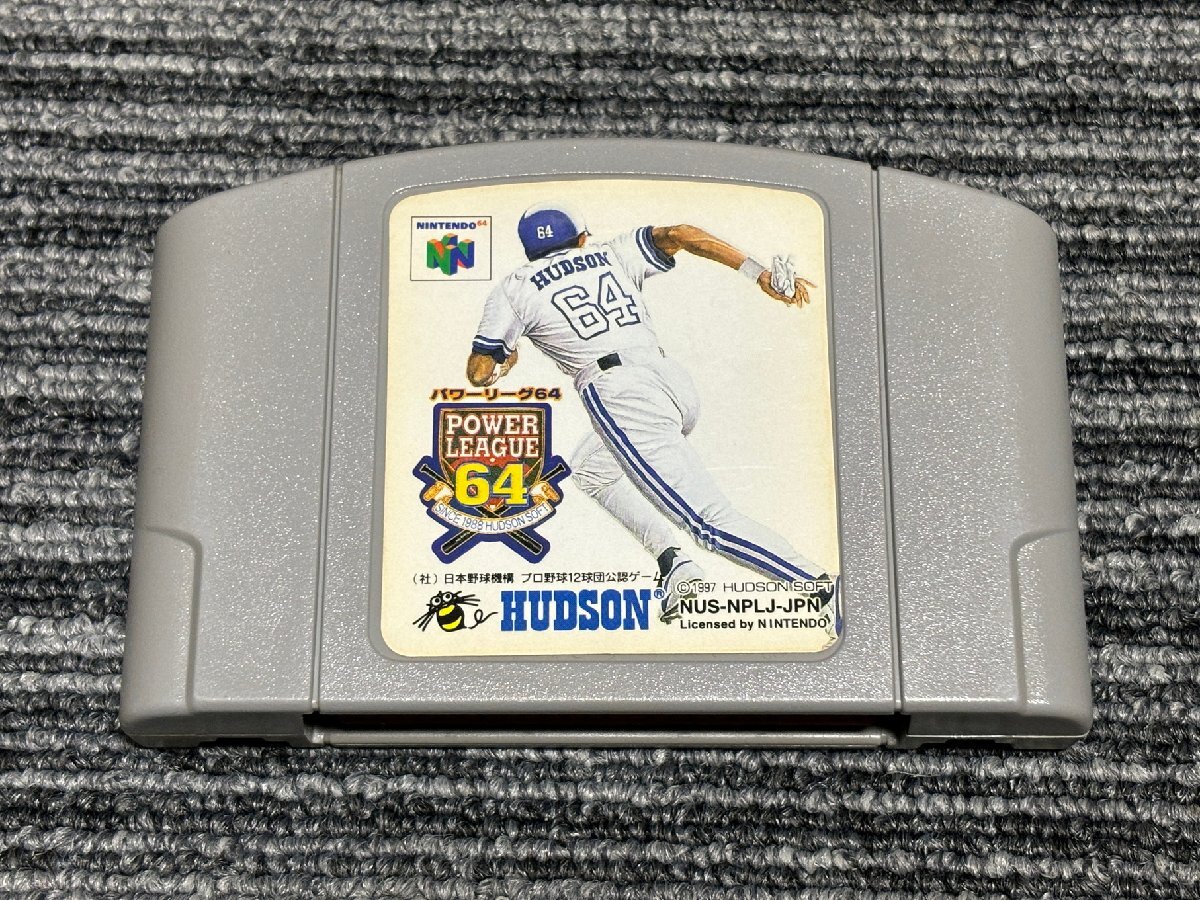 NINTENDO64
64
HUDSON
64
パワーリーグ64
POWER
LEAGUE
64
SINCE 1988 HUDSON SOFT
(社)日本野球機構 プロ野球12球団公認ゲーム
HUDSON®
©1997 HUDSON SOFT
NUS-NPLJ-JPN
Licensed by NINTENDO